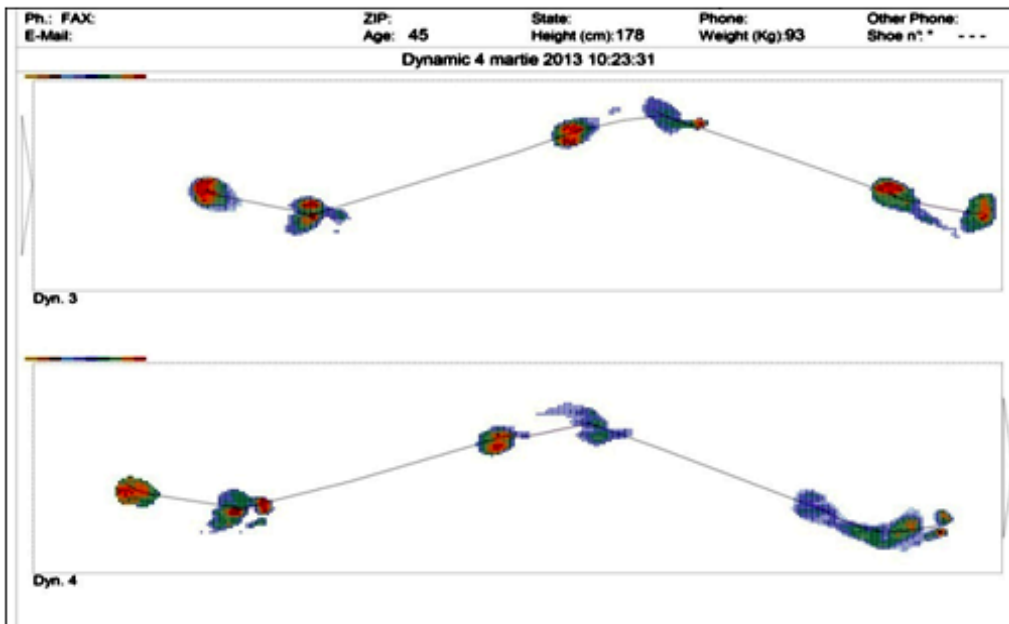 Ph.: FAX: ZIP: State: Phone: Other Phone:
E-Mail: Age: 45 Height (cm):178 Weight (Kg):93 Shoe n°: * - - -
Dynamic 4 martie 2013 10:23:31
Dyn. 3
Dyn. 4